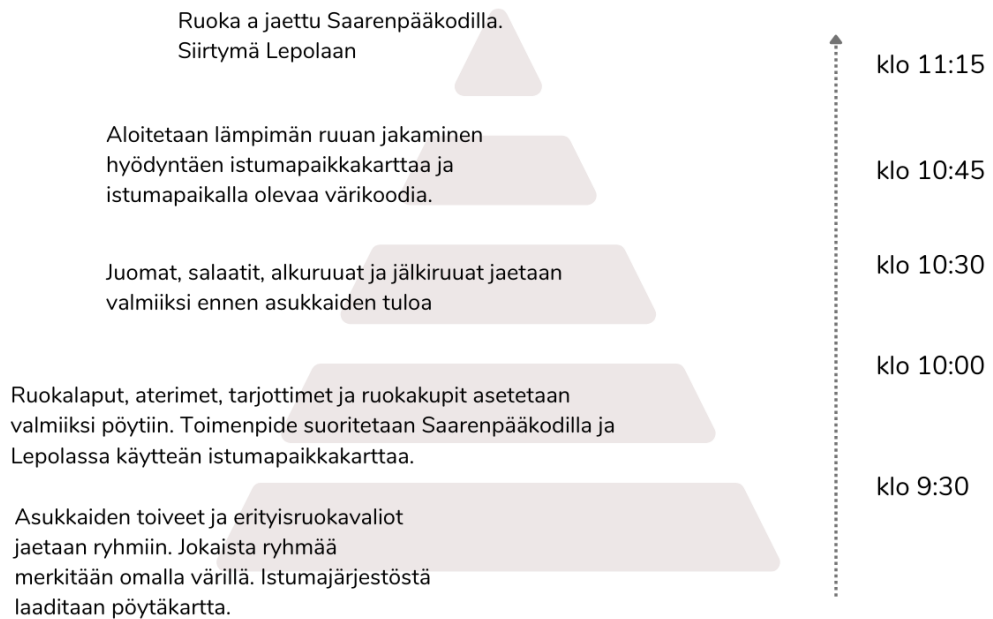 Ruoka a jaettu Saarenpääkodilla.
Siirtymä Lepolaan
klo 11:15
Aloitetaan lämpimän ruuan jakaminen
hyödyntäen istumapaikkakarttaa ja
istumapaikalla olevaa värikoodia.
klo 10:45
Juomat, salaatit, alkuruuat ja jälkiruuat jaetaan
valmiiksi ennen asukkaiden tuloa
klo 10:30
Ruokalaput, aterimet, tarjottimet ja ruokakupit asetetaan
valmiiksi pöytiin. Toimenpide suoritetaan Saarenpääkodilla ja
Lepolassa käytteän istumapaikkakarttaa.
klo 10:00
Asukkaiden toiveet ja erityisruokavaliot
jaetaan ryhmiin. Jokaista ryhmää
merkitään omalla värillä. Istumajärjestöstä
laaditaan pöytäkartta.
klo 9:30